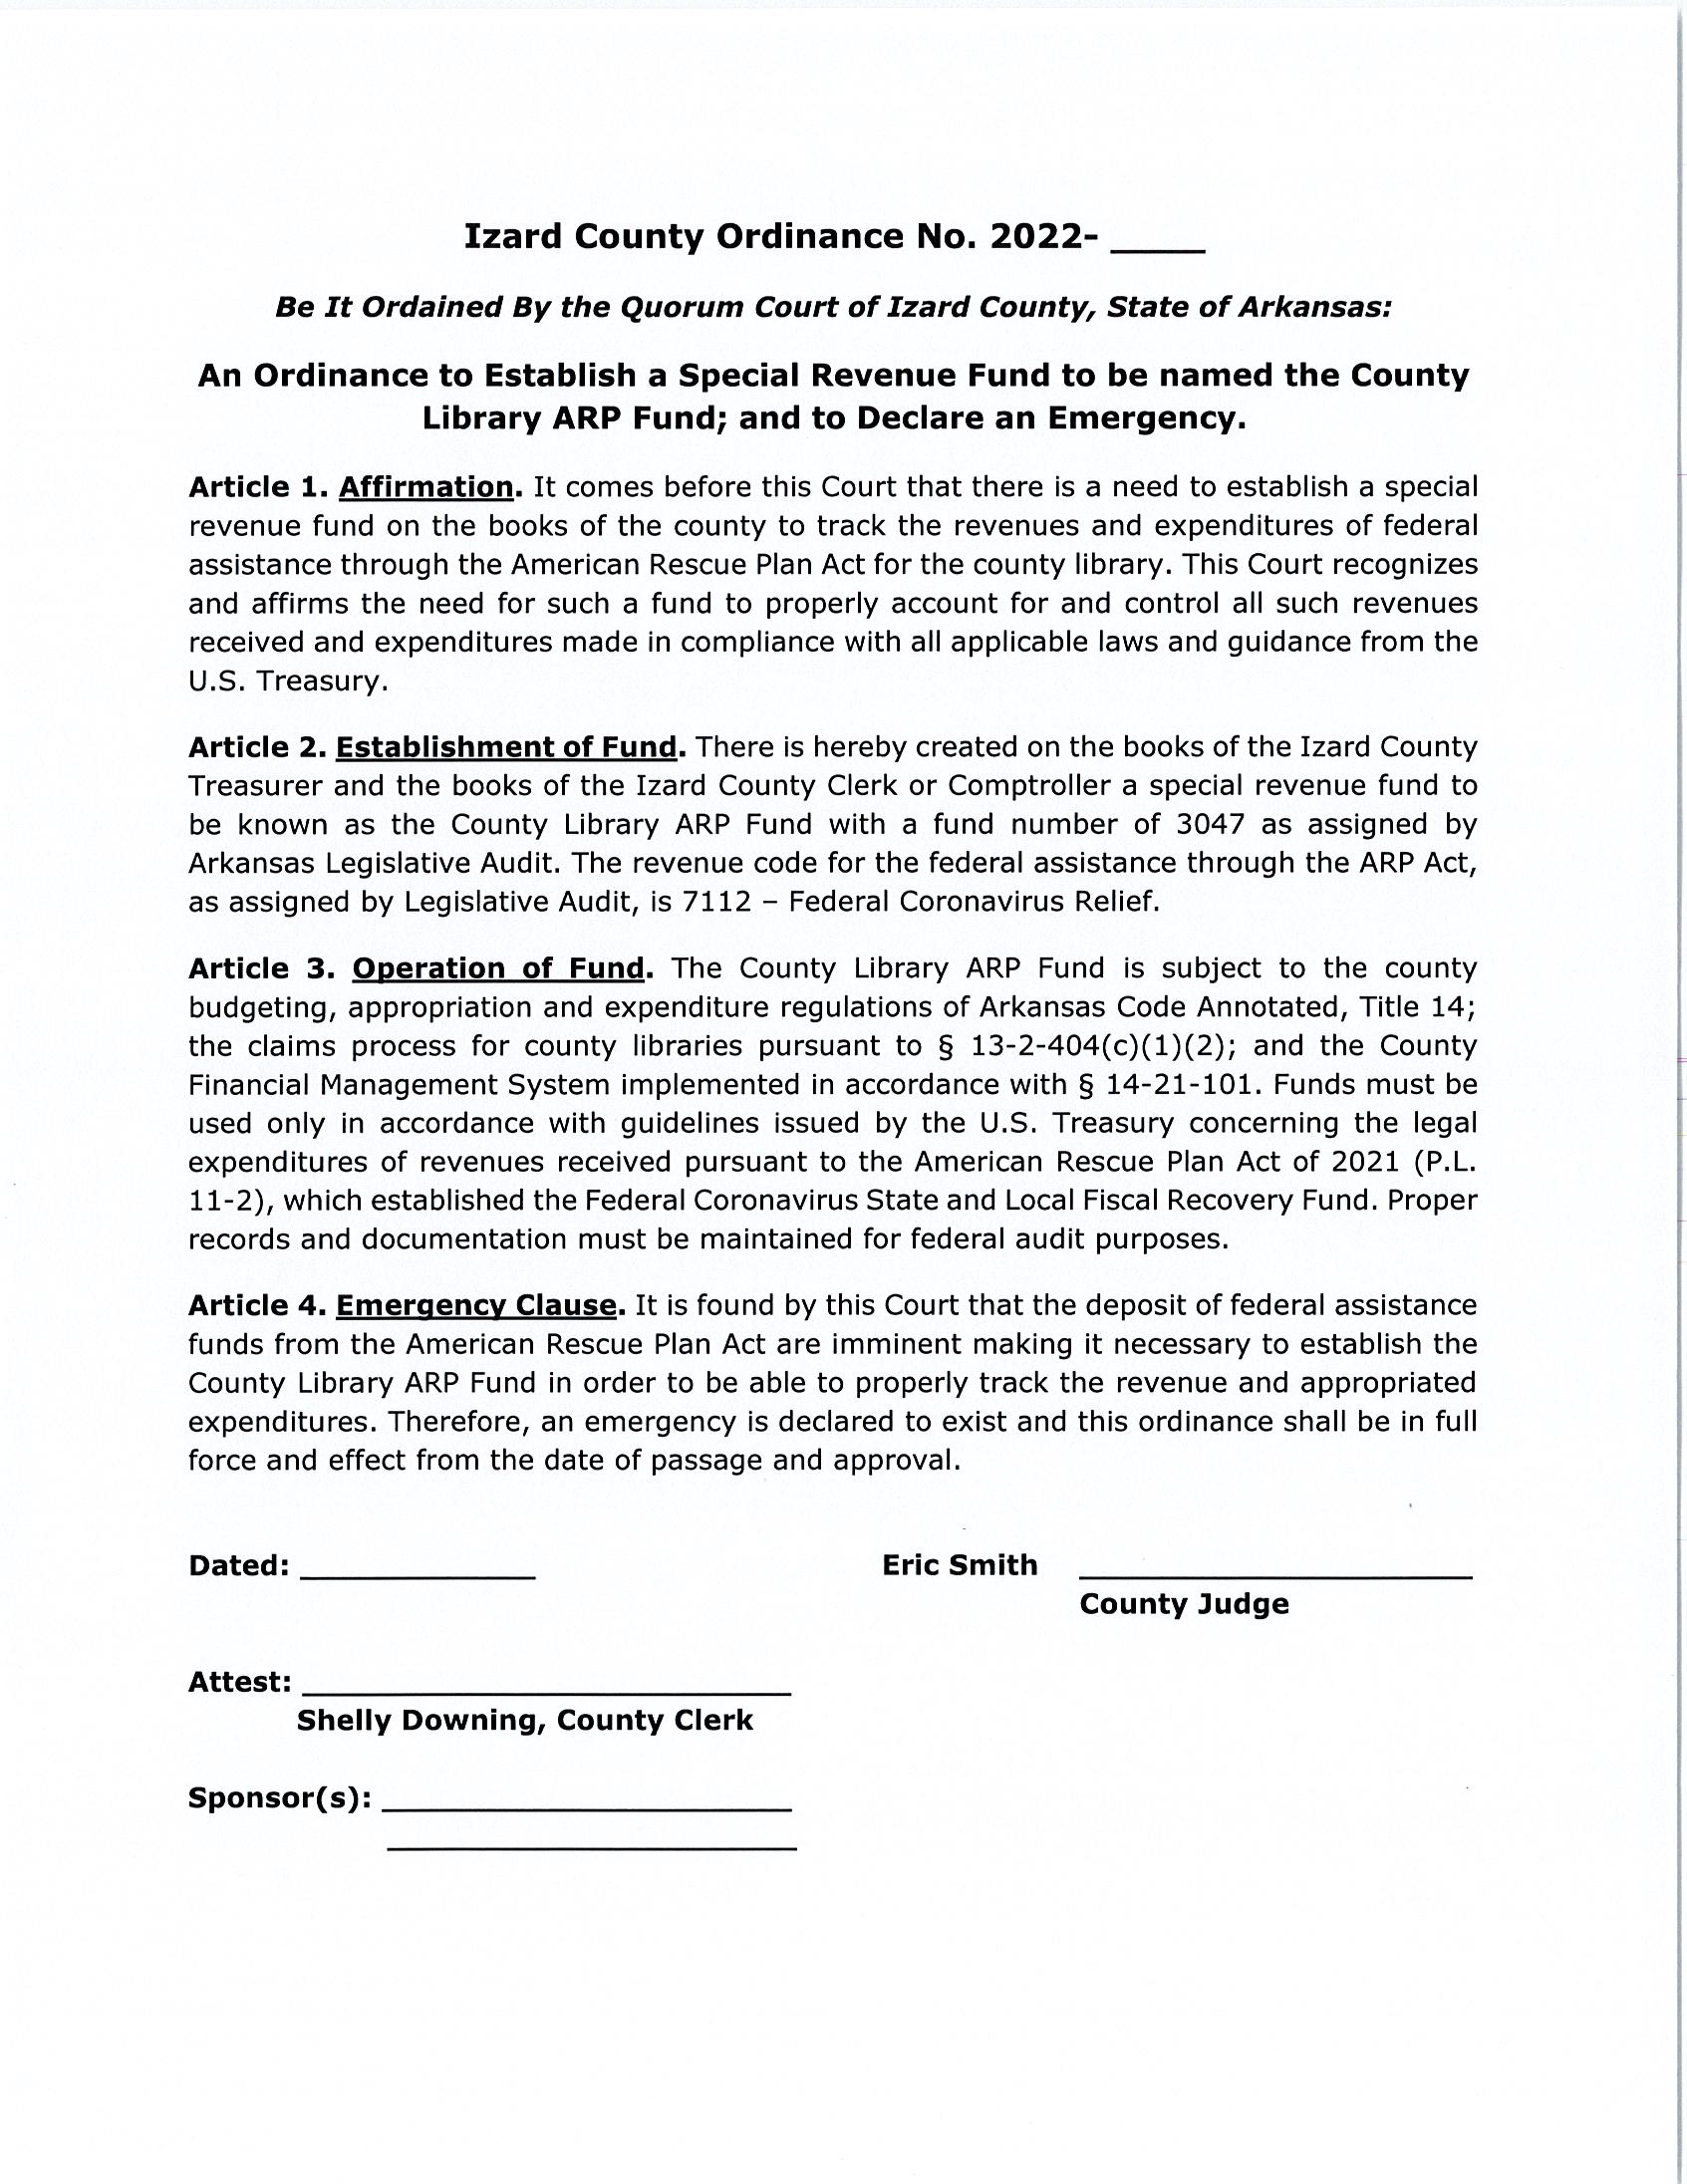 Izard County Ordinance No. 2022- _____
Be It Ordained By the Quorum Court of Izard County, State of Arkansas:
An Ordinance to Establish a Special Revenue Fund to be named the County
Library ARP Fund; and to Declare an Emergency.
Article 1. Affirmation. It comes before this Court that there is a need to establish a special
revenue fund on the books of the county to track the revenues and expenditures of federal
assistance through the American Rescue Plan Act for the county library. This Court recognizes
and affirms the need for such a fund to properly account for and control all such revenues
received and expenditures made in compliance with all applicable laws and guidance from the
U.S. Treasury.
Article 2. Establishment of Fund. There is hereby created on the books of the Izard County
Treasurer and the books of the Izard County Clerk or Comptroller a special revenue fund to
be known as the County Library ARP Fund with a fund number of 3047 as assigned by
Arkansas Legislative Audit. The revenue code for the federal assistance through the ARP Act,
as assigned by Legislative Audit, is 7112 – Federal Coronavirus Relief.
Article 3. Operation of Fund. The County Library ARP Fund is subject to the county
budgeting, appropriation and expenditure regulations of Arkansas Code Annotated, Title 14;
the claims process for county libraries pursuant to § 13-2-404(c)(1)(2); and the County
Financial Management System implemented in accordance with § 14-21-101. Funds must be
used only in accordance with guidelines issued by the U.S. Treasury concerning the legal
expenditures of revenues received pursuant to the American Rescue Plan Act of 2021 (P.L.
11-2), which established the Federal Coronavirus State and Local Fiscal Recovery Fund. Proper
records and documentation must be maintained for federal audit purposes.
Article 4. Emergency Clause. It is found by this Court that the deposit of federal assistance
funds from the American Rescue Plan Act are imminent making it necessary to establish the
County Library ARP Fund in order to be able to properly track the revenue and appropriated
expenditures. Therefore, an emergency is declared to exist and this ordinance shall be in full
force and effect from the date of passage and approval.
Dated: _____________ Eric Smith _____________________
County Judge
Attest: __________________________
Shelly Downing, County Clerk
Sponsor(s): ______________________
______________________